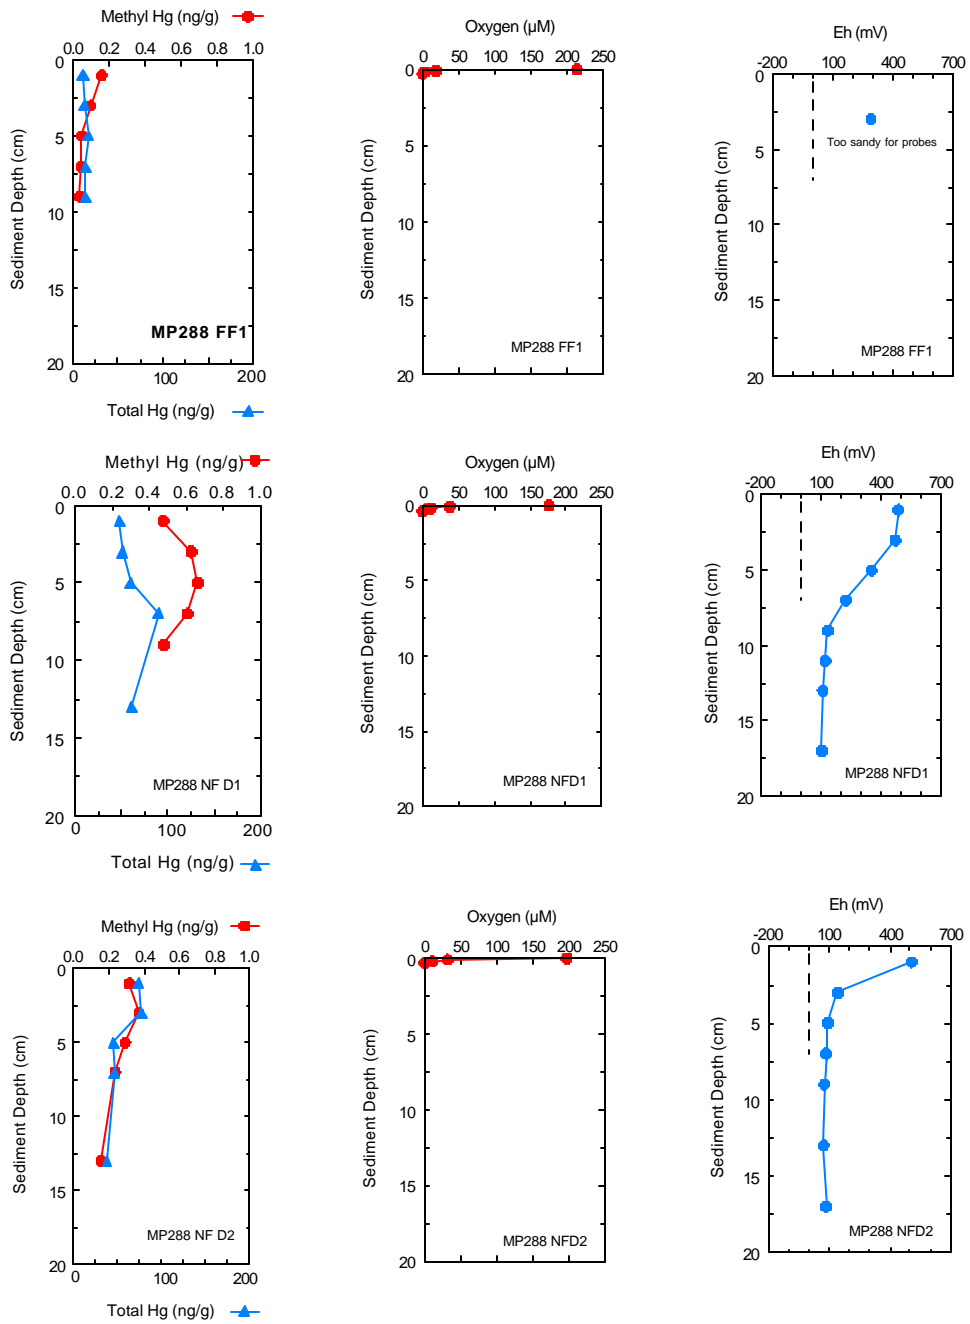 Methyl Hg (ng/g)
0.0 0.2 0.4 0.6 0.8 1.0
0
5
10
15
20
Sediment Depth (cm)
MP288 FF1
0 100 200
Total Hg (ng/g)
Oxygen (µM)
0 50 100 150 200 250
0
5
10
15
20
Sediment Depth (cm)
MP288 FF1
Eh (mV)
-200 100 400 700
0
5
10
15
20
Sediment Depth (cm)
Too sandy for probes
MP288 FF1
Methyl Hg (ng/g)
0.0 0.2 0.4 0.6 0.8 1.0
0
5
10
15
20
Sediment Depth (cm)
MP288 NF D1
0 100 200
Total Hg (ng/g)
Oxygen (µM)
0 50 100 150 200 250
0
5
10
15
20
Sediment Depth (cm)
MP288 NFD1
Eh (mV)
-200 100 400 700
0
5
10
15
20
Sediment Depth (cm)
MP288 NFD1
Methyl Hg (ng/g)
0.0 0.2 0.4 0.6 0.8 1.0
0
5
10
15
20
Sediment Depth (cm)
MP288 NF D2
0 100 200
Total Hg (ng/g)
Oxygen (µM)
0 50 100 150 200 250
0
5
10
15
20
Sediment Depth (cm)
MP288 NFD2
Eh (mV)
-200 100 400 700
0
5
10
15
20
Sediment Depth (cm)
MP288 NFD2